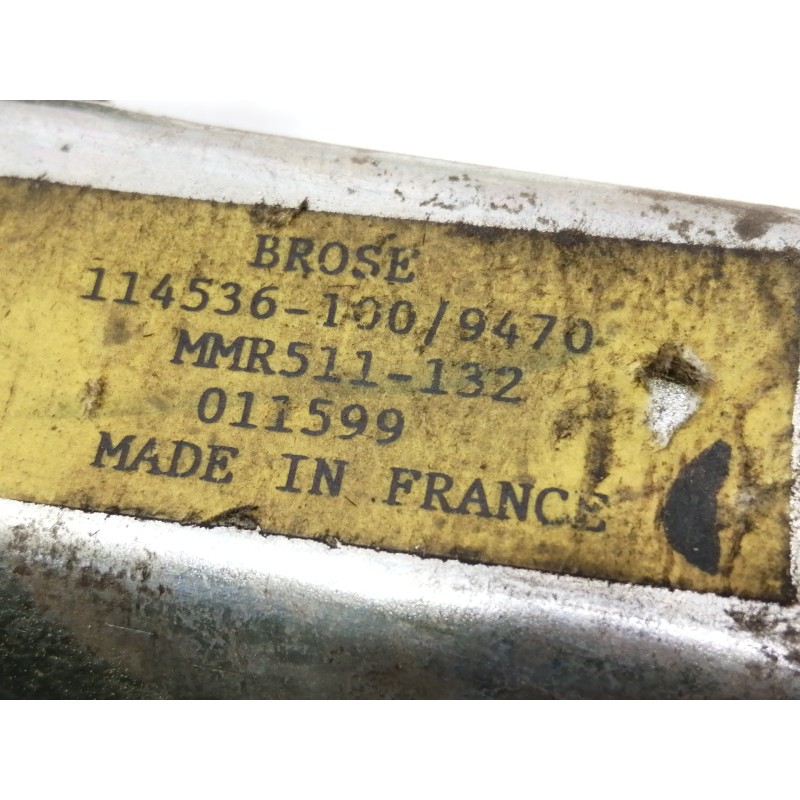 BROSE
114536-100/9470
MMR511-132
011599
MADE IN FRANCE